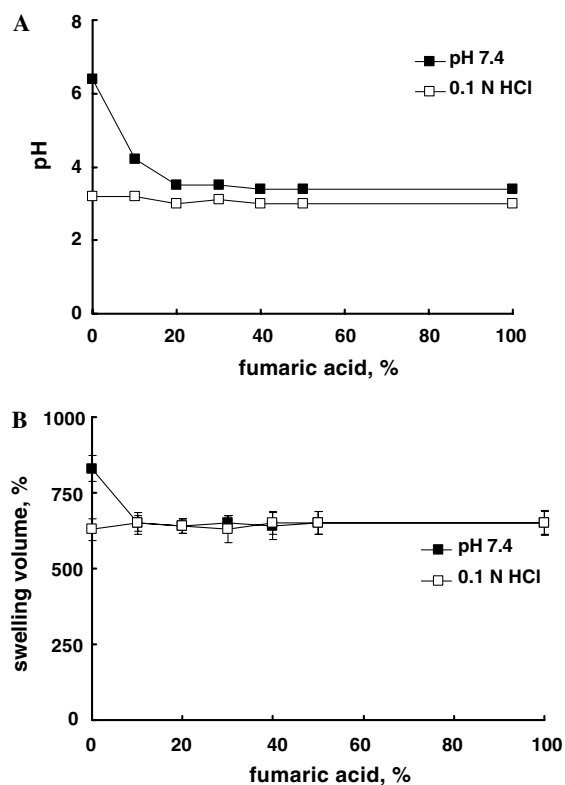 A
8
6
4
2
0
pH
pH 7.4
0.1 N HCl
0 20 40 60 80 100
fumaric acid, %
B
1000
750
500
250
0
swelling volume, %
pH 7.4
0.1 N HCl
0 20 40 60 80 100
fumaric acid, %